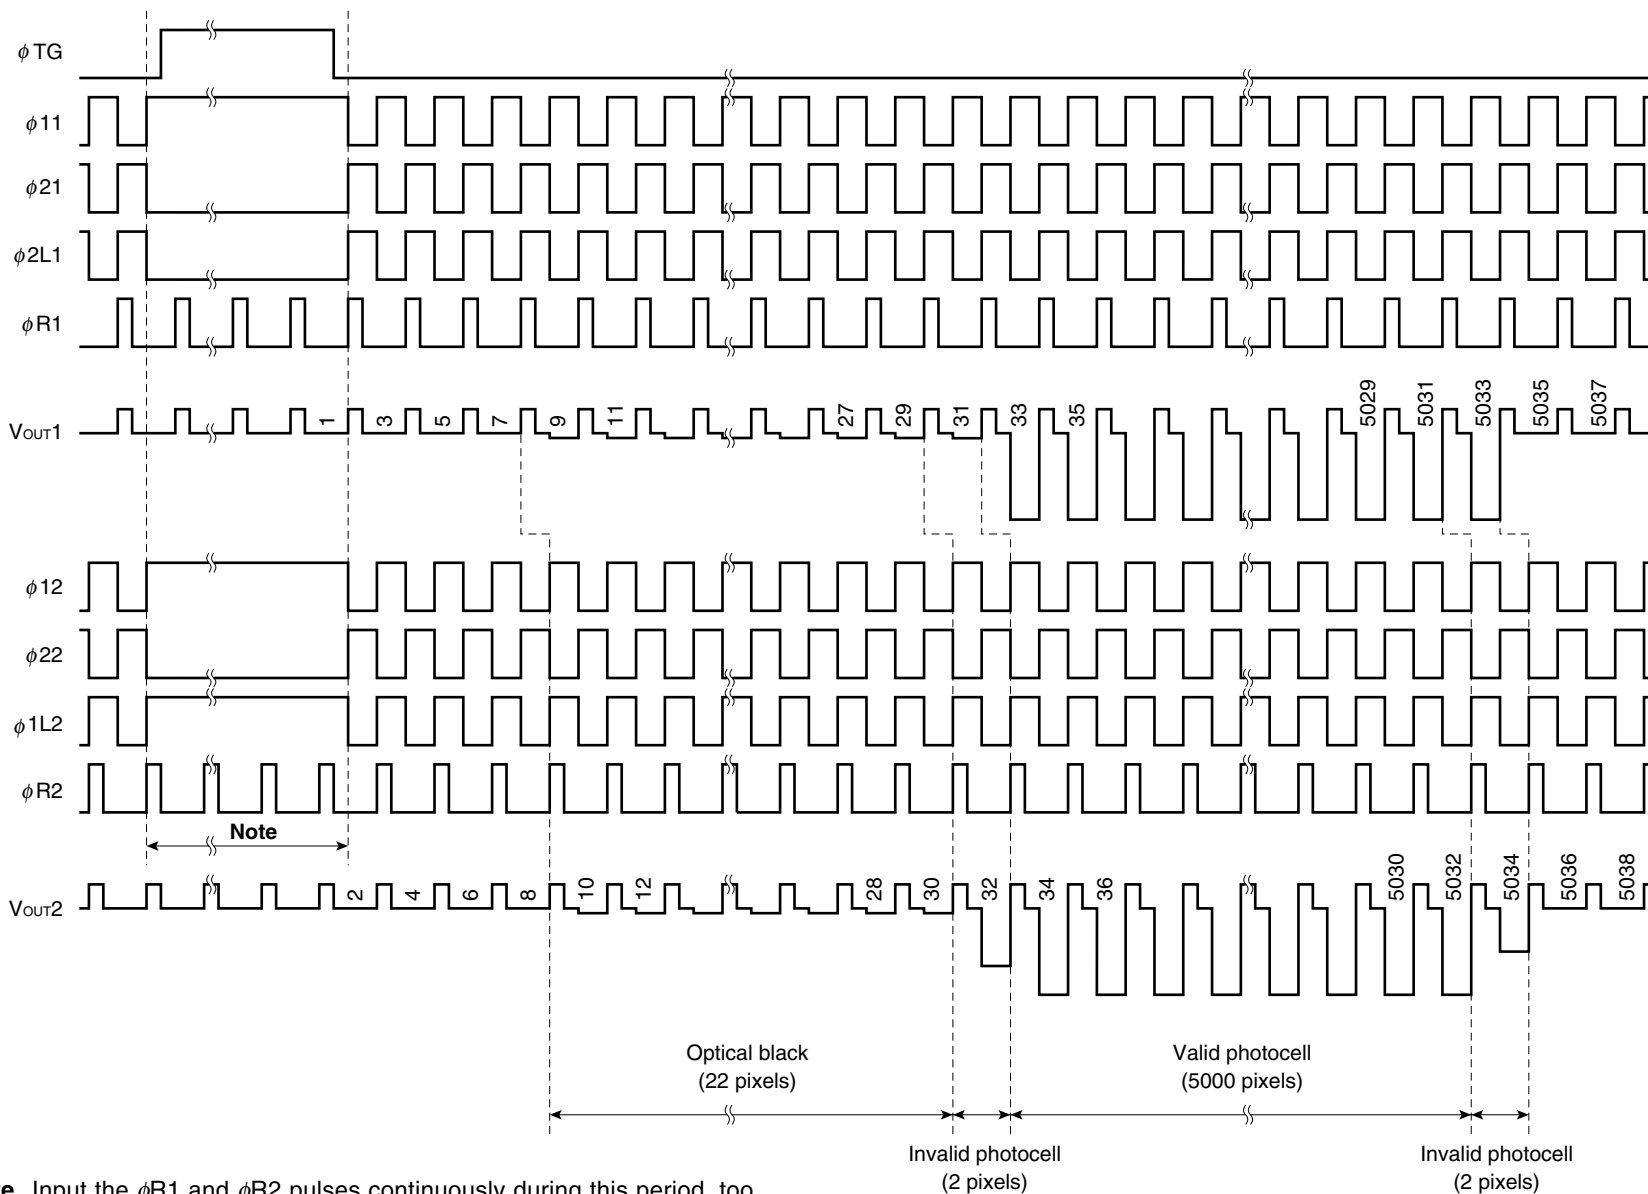 φTG
φ11
φ21
φ2L1
φR1
VOUT1
1 3 5 7 9 11 27 29 31 33 35 5029 5031 5033 5035 5037
φ12
φ22
φ1L2
φR2
Note
VOUT2
2 4 6 8 10 12 28 30 32 34 36 5030 5032 5034 5036 5038
Optical black
(22 pixels)
Valid photocell
(5000 pixels)
Invalid photocell
(2 pixels)
Invalid photocell
(2 pixels)
Input the φR1 and φR2 pulses continuously during this period, too